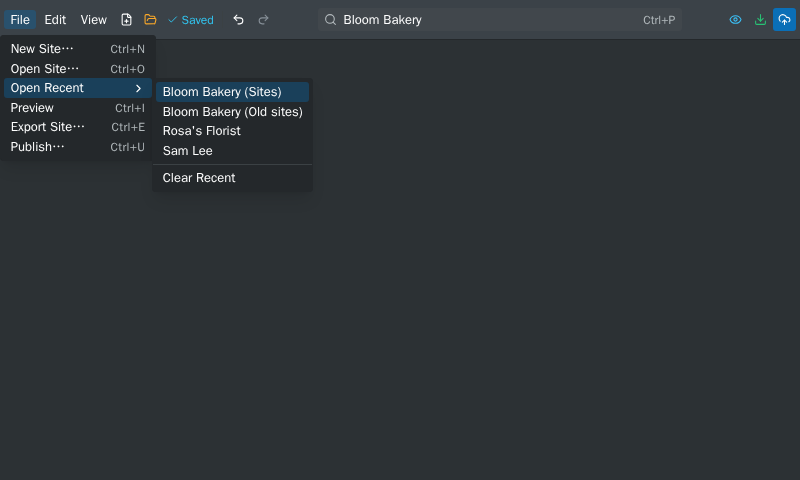 File Edit View Saved Bloom Bakery Ctrl+P
New Site··· Ctrl+N
Open Site··· Ctrl+O
Open Recent
Preview Ctrl+I
Export Site··· Ctrl+E
Publish··· Ctrl+U
Bloom Bakery (Sites)
Bloom Bakery (Old sites)
Rosa's Florist
Sam Lee
Clear Recent